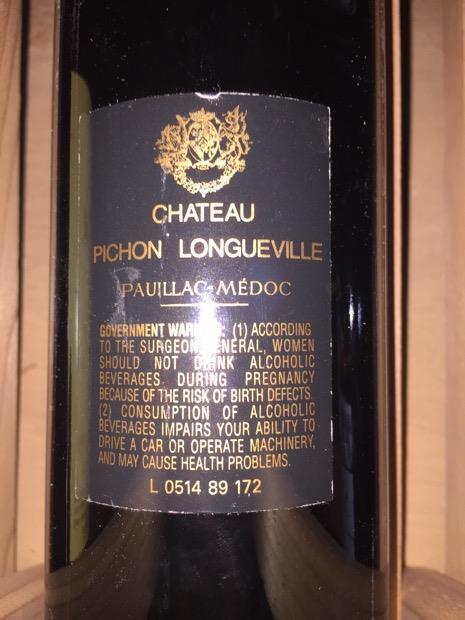 CHATEAU
PICHON LONGUEVILLE
PAUILLAC-MÉDOC
GOVERNMENT WARNING: (1) ACCORDING
TO THE SURGEON GENERAL, WOMEN
SHOULD NOT DRINK ALCOHOLIC
BEVERAGES DURING PREGNANCY
BECAUSE OF THE RISK OF BIRTH DEFECTS.
(2) CONSUMPTION OF ALCOHOLIC
BEVERAGES IMPAIRS YOUR ABILITY TO
DRIVE A CAR OR OPERATE MACHINERY,
AND MAY CAUSE HEALTH PROBLEMS.
L 0514 89 172